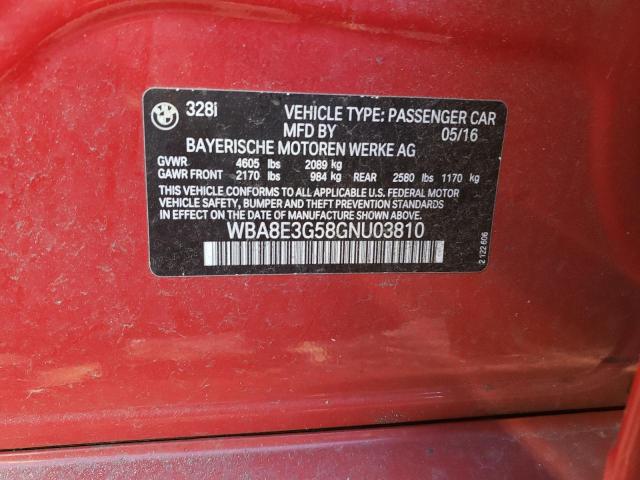 BMW 328i VEHICLE TYPE: PASSENGER CAR
MFD BY 05/16
BAYERISCHE MOTOREN WERKE AG
GVWR 4605 lbs 2089 kg
GAWR FRONT 2170 lbs 984 kg REAR 2580 lbs 1170 kg
THIS VEHICLE CONFORMS TO ALL APPLICABLE U.S. FEDERAL MOTOR
VEHICLE SAFETY, BUMPER AND THEFT PREVENTION STANDARDS
IN EFFECT ON THE DATE OF MANUFACTURE SHOWN ABOVE.
WBA8E3G58GNU03810
2 122 606